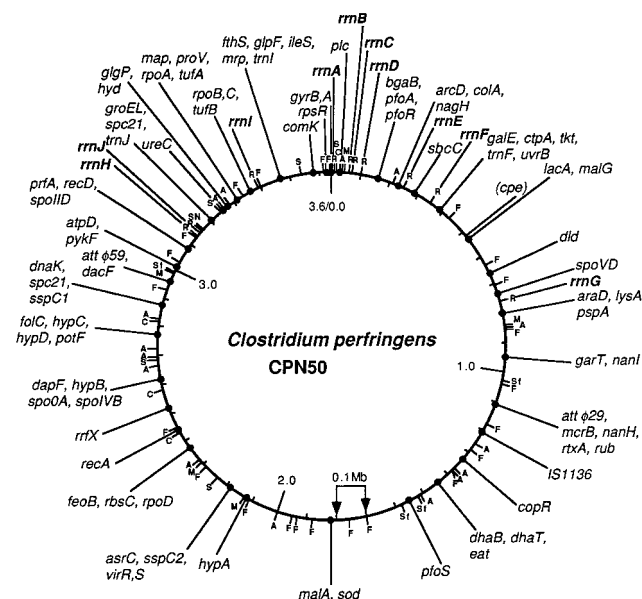 rrnB
rrnC
rrnD
plc
rrnA
fthS, glpF, ileS,
mrp, trnI
map, proV,
rpoA, tufA
glgP,
hyd
groEL,
spc21,
trnJ
ureC
rpoB,C,
tufB
rrnI
gyrB,A
rpsR
comK
bgaB,
pfoA,
pfoR
arcD, colA,
nagH
rrnE
sbcC
rrnF
galE, ctpA, tkt,
trnF, uvrB
lacA, malG
(cpe)
rrnJ
rrnH
prfA, recD,
spoIID
atpD,
pykF
att ϕ59,
dacF
dnaK,
spc21,
sspC1
folC, hypC,
hypD, potF
dapF, hypB,
spo0A, spoIVB
rrfX
recA
feoB, rbsC, rpoD
asrC, sspC2,
virR,S
hypA
malA, sod
pfoS
dhaB, dhaT,
eat
copR
IS1136
att ϕ29,
mcrB, nanH,
rtxA, rub
garT, nanI
araD, lysA
pspA
rrnG
spoVD
dld
3.6/0.0
3.0
1.0
2.0
0.1Mb
Clostridium perfringens
CPN50